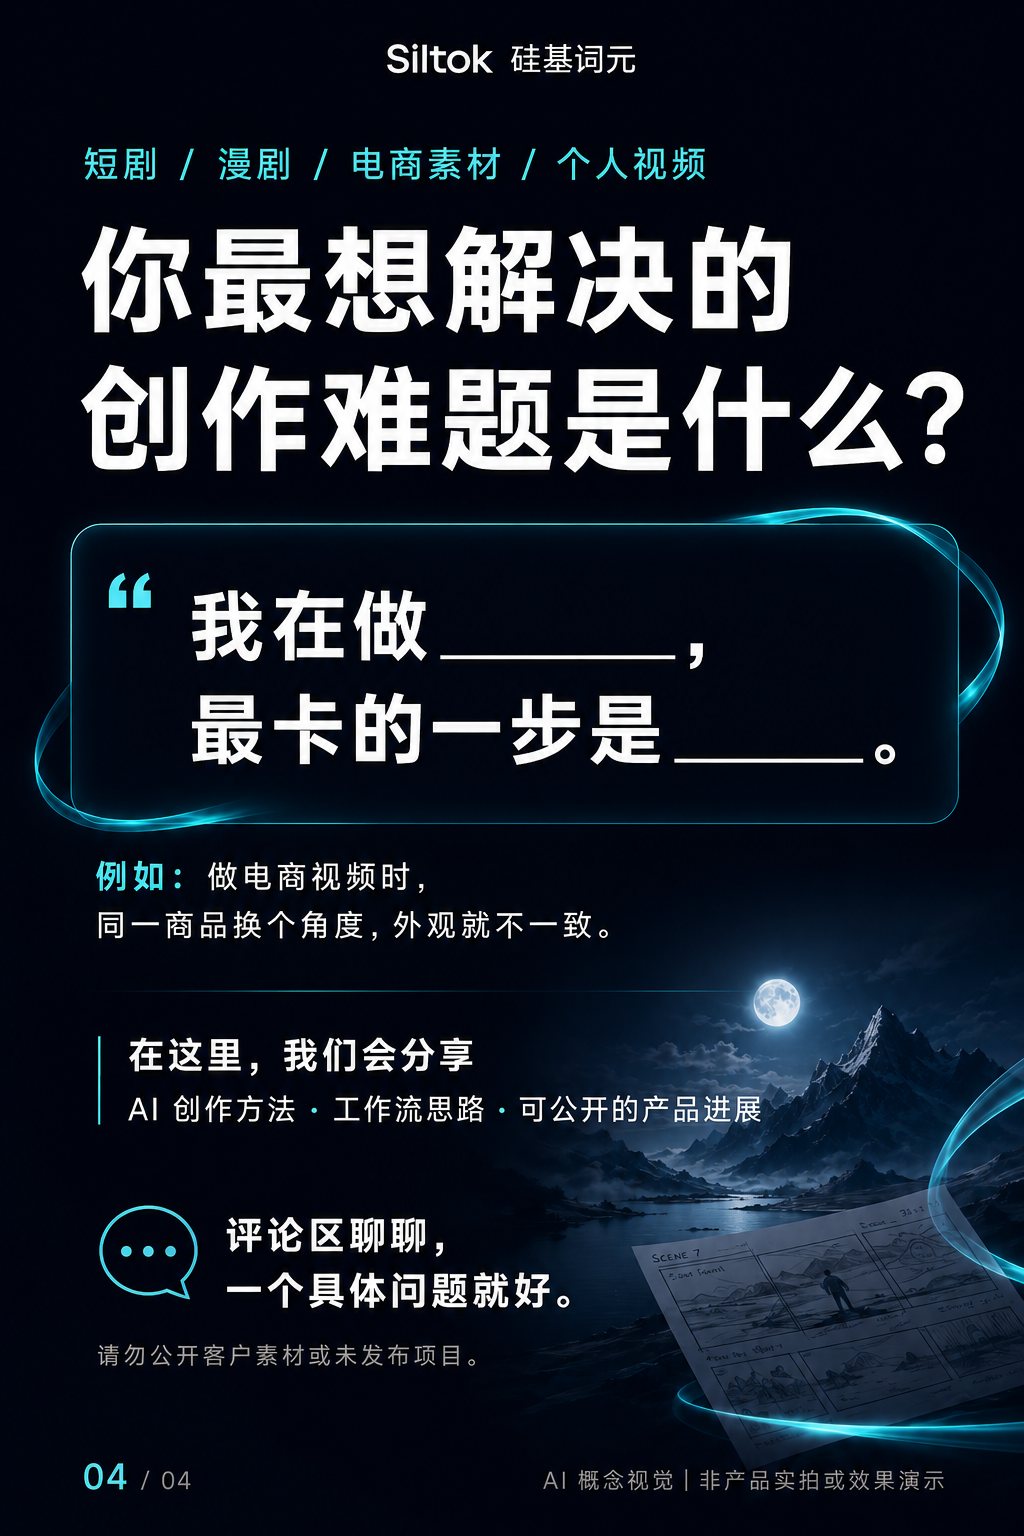 Siltok 硅基词元
短剧 / 漫剧 / 电商素材 / 个人视频
你最想解决的
创作难题是什么？
“ 我在做______，
最卡的一步是______。
例如：做电商视频时，
同一商品换个角度，外观就不一致。
在这里，我们会分享
AI 创作方法 · 工作流思路 · 可公开的产品进展
评论区聊聊，
一个具体问题就好。
SCENE 7
请勿公开客户素材或未发布项目。
04 / 04
AI 概念视觉 | 非产品实拍或效果演示